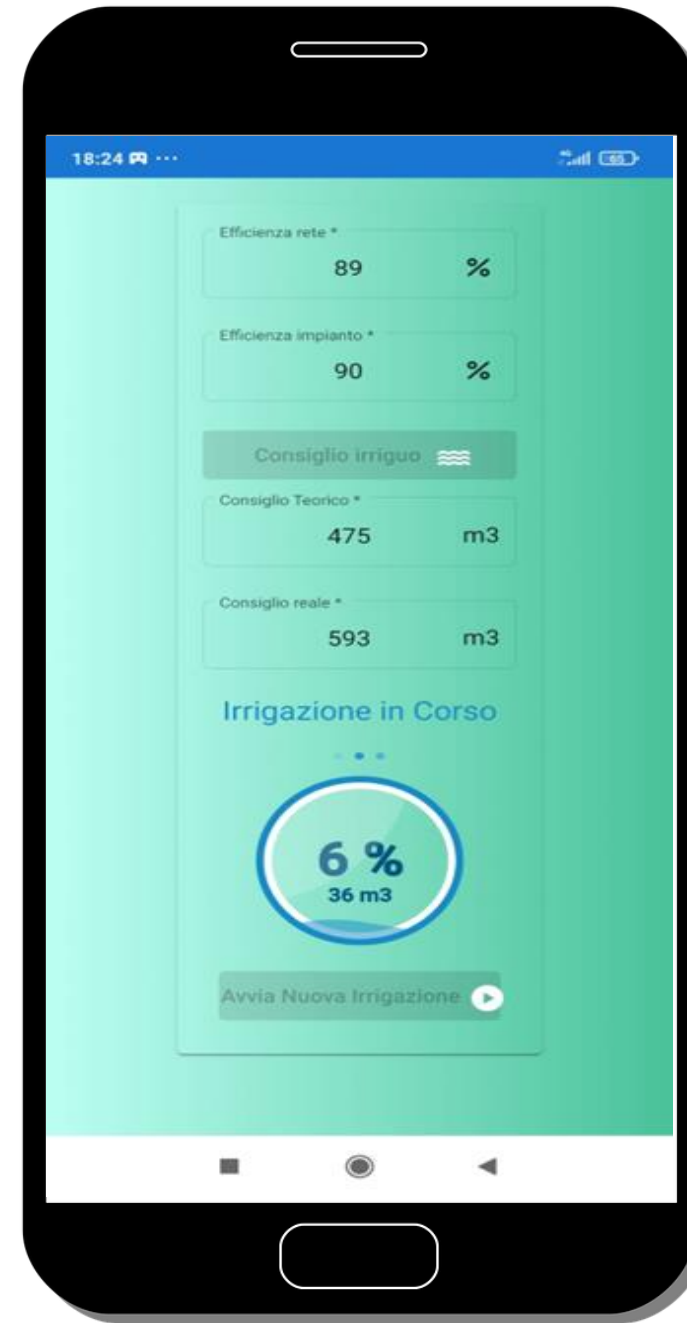 18:24
65
Efficienza rete *
89 %
Efficienza impianto *
90 %
Consiglio irriguo
Consiglio Teorico *
475 m3
Consiglio reale *
593 m3
Irrigazione in Corso
6 %
36 m3
Avvia Nuova Irrigazione